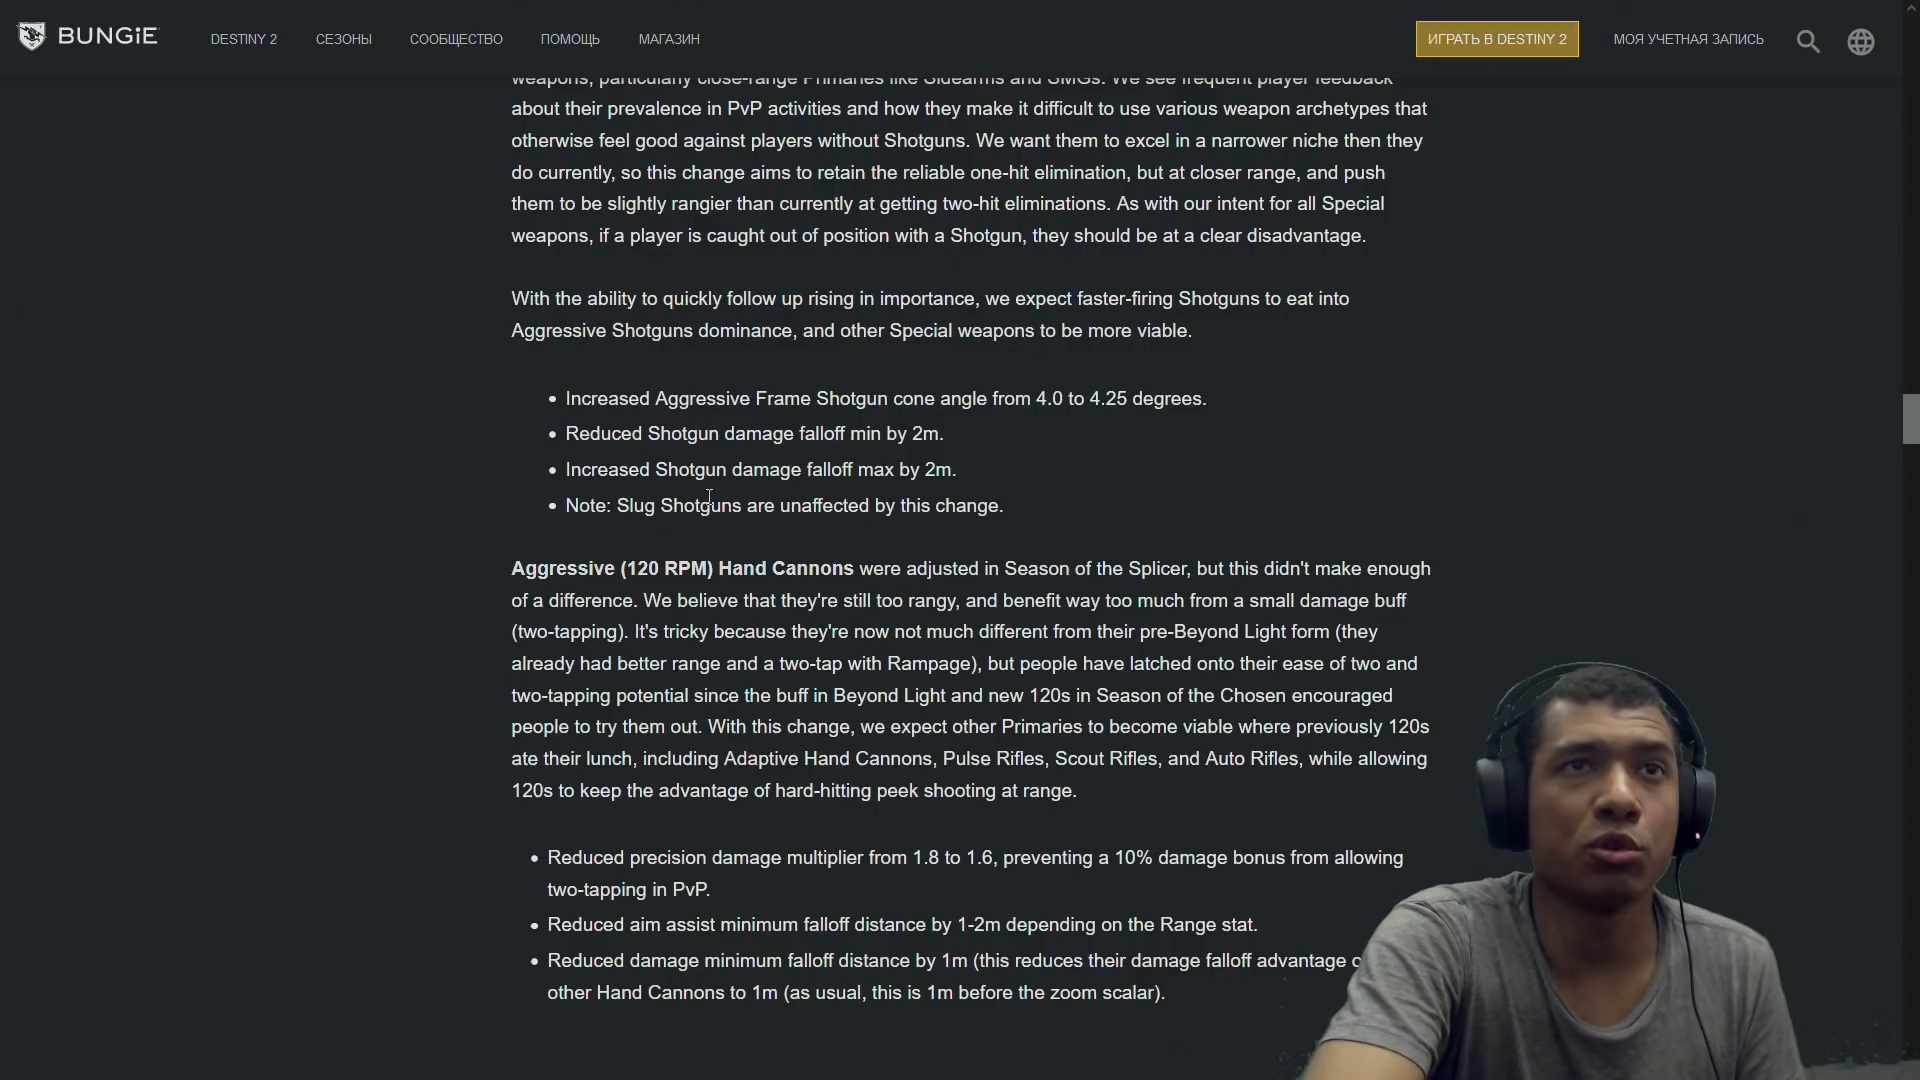 BUNGiE
DESTINY 2
СЕЗОНЫ
СООБЩЕСТВО
ПОМОЩЬ
МАГАЗИН
ИГРАТЬ В DESTINY 2
МОЯ УЧЕТНАЯ ЗАПИСЬ
weapons, particularly close-range Primaries like Sidearms and SMGs. We see frequent player feedback
about their prevalence in PvP activities and how they make it difficult to use various weapon archetypes that
otherwise feel good against players without Shotguns. We want them to excel in a narrower niche then they
do currently, so this change aims to retain the reliable one-hit elimination, but at closer range, and push
them to be slightly rangier than currently at getting two-hit eliminations. As with our intent for all Special
weapons, if a player is caught out of position with a Shotgun, they should be at a clear disadvantage.
With the ability to quickly follow up rising in importance, we expect faster-firing Shotguns to eat into
Aggressive Shotguns dominance, and other Special weapons to be more viable.
• Increased Aggressive Frame Shotgun cone angle from 4.0 to 4.25 degrees.
• Reduced Shotgun damage falloff min by 2m.
• Increased Shotgun damage falloff max by 2m.
• Note: Slug Shotguns are unaffected by this change.
Aggressive (120 RPM) Hand Cannons were adjusted in Season of the Splicer, but this didn't make enough
of a difference. We believe that they're still too rangy, and benefit way too much from a small damage buff
(two-tapping). It's tricky because they're now not much different from their pre-Beyond Light form (they
already had better range and a two-tap with Rampage), but people have latched onto their ease of two and
two-tapping potential since the buff in Beyond Light and new 120s in Season of the Chosen encouraged
people to try them out. With this change, we expect other Primaries to become viable where previously 120s
ate their lunch, including Adaptive Hand Cannons, Pulse Rifles, Scout Rifles, and Auto Rifles, while allowing
120s to keep the advantage of hard-hitting peek shooting at range.
• Reduced precision damage multiplier from 1.8 to 1.6, preventing a 10% damage bonus from allowing
two-tapping in PvP.
• Reduced aim assist minimum falloff distance by 1-2m depending on the Range stat.
• Reduced damage minimum falloff distance by 1m (this reduces their damage falloff advantage
other Hand Cannons to 1m (as usual, this is 1m before the zoom scalar).